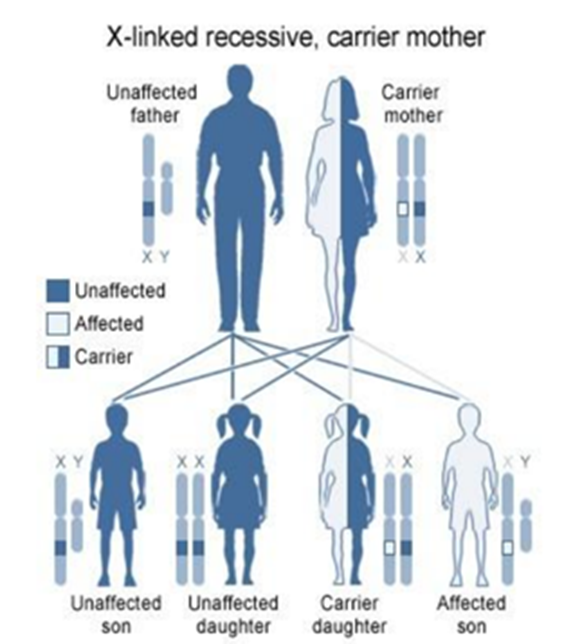 X-linked recessive, carrier mother
Unaffected
father
Carrier
mother
X Y
X X
Unaffected
Affected
Carrier
X Y
X X
X X
X Y
Unaffected
son
Unaffected
daughter
Carrier
daughter
Affected
son